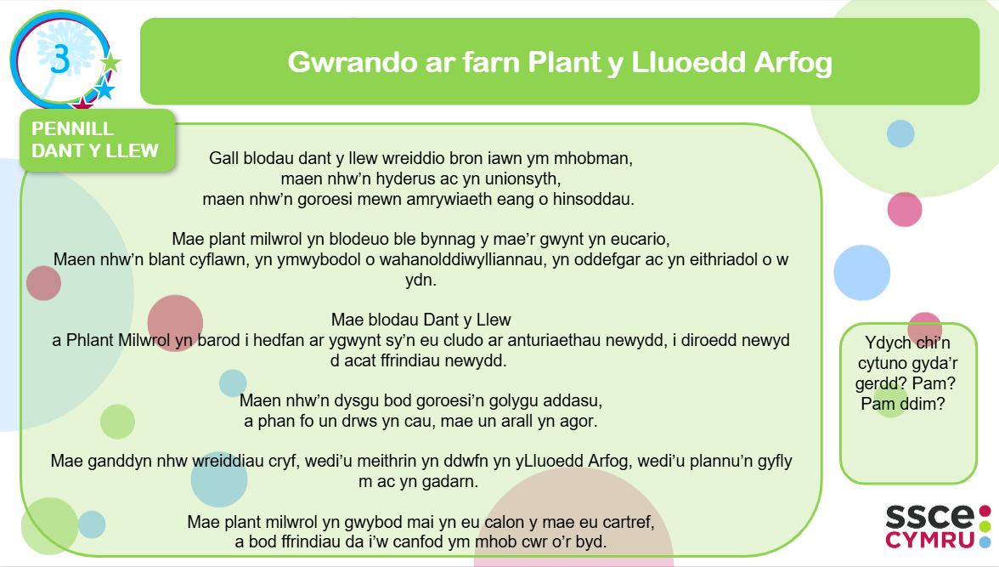 3
Gwrando ar farn Plant y Lluoedd Arfog
PENNILL
DANT Y LLEW
Gall blodau dant y llew wreiddio bron iawn ym mhobman,
maen nhw’n hyderus ac yn unionsyth,
maen nhw’n goroesi mewn amrywiaeth eang o hinsoddau.
Mae plant milwrol yn blodeuo ble bynnag y mae’r gwynt yn eucario,
Maen nhw’n blant cyflawn, yn ymwybodol o wahanolddiwylliannau, yn oddefgar ac yn eithriadol o w
ydn.
Mae blodau Dant y Llew
a Phlant Milwrol yn barod i hedfan ar ygwynt sy’n eu cludo ar anturiaethau newydd, i diroedd newyd
d acat ffrindiau newydd.
Maen nhw’n dysgu bod goroesi’n golygu addasu,
a phan fo un drws yn cau, mae un arall yn agor.
Mae ganddyn nhw wreiddiau cryf, wedi’u meithrin yn ddwfn yn yLluoedd Arfog, wedi’u plannu’n gyfly
m ac yn gadarn.
Mae plant milwrol yn gwybod mai yn eu calon y mae eu cartref,
a bod ffrindiau da i’w canfod ym mhob cwr o’r byd.
Ydych chi’n
cytuno gyda’r
gerdd? Pam?
Pam ddim?
ssce
CYMRU